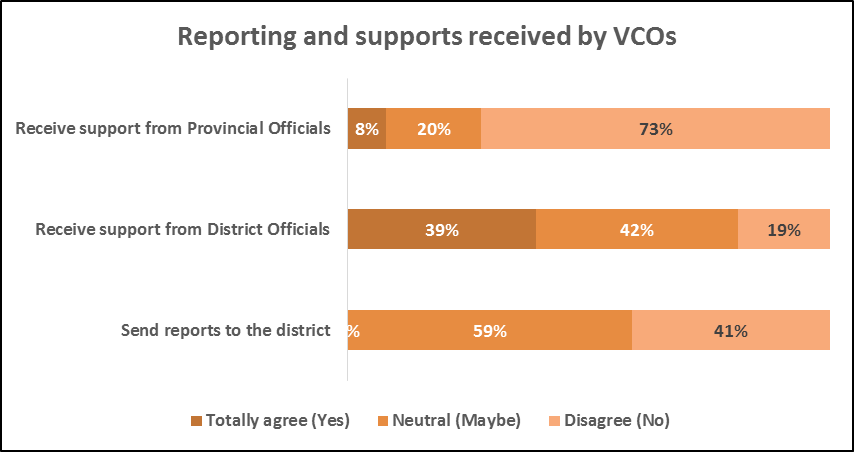 Reporting and supports received by VCOs
Receive support from Provincial Officials
8% 20% 73%
Receive support from District Officials
39% 42% 19%
Send reports to the district
% 59% 41%
Totally agree (Yes) Neutral (Maybe) Disagree (No)